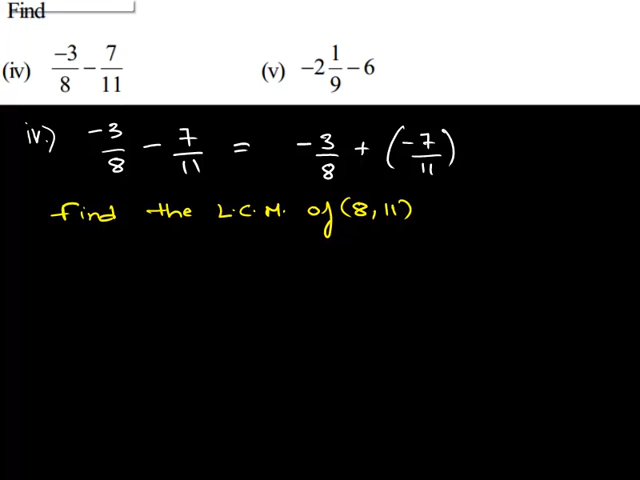 Find
(iv) -3/8 - 7/11 (v) -2 1/9 - 6
iv.) -3/8 - 7/11 = -3/8 + (-7/11)
Find the L.C.M. of (8, 11)